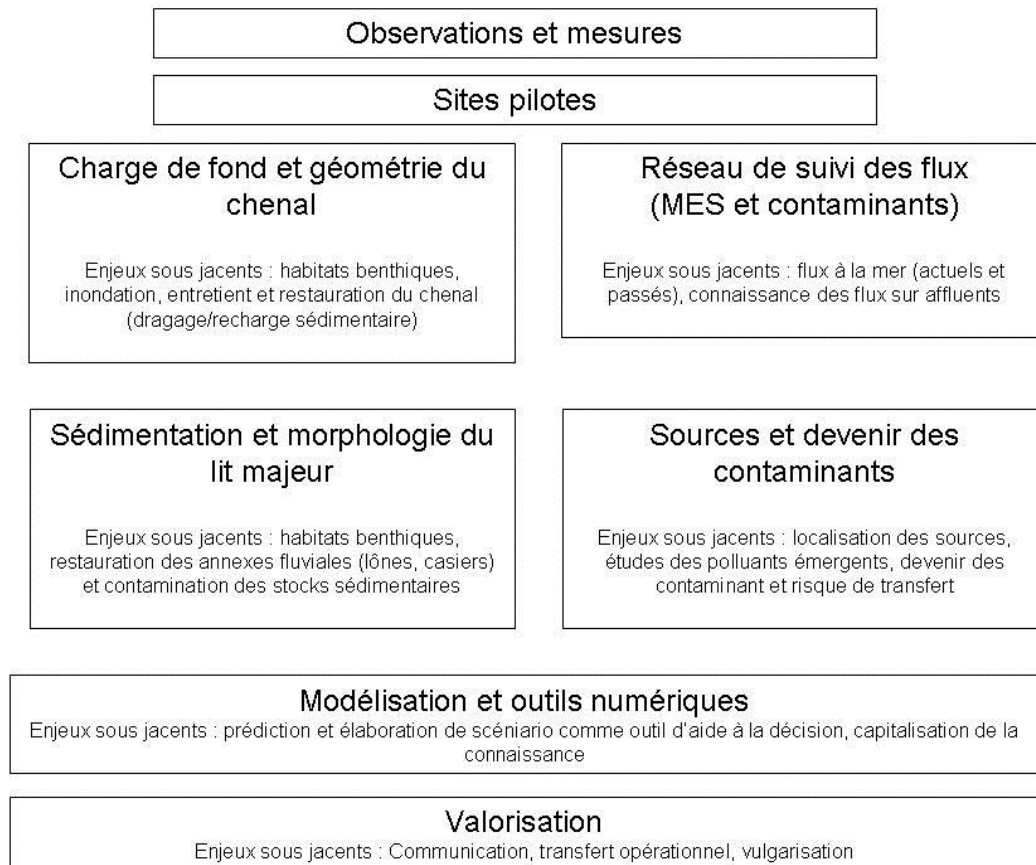 Observations et mesures
Sites pilotes
Charge de fond et géométrie du
chenal
Enjeux sous jacents : habitats benthiques,
inondation, entretient et restauration du chenal
(dragage/recharge sédimentaire)
Réseau de suivi des flux
(MES et contaminants)
Enjeux sous jacents : flux à la mer (actuels et
passés), connaissance des flux sur affluents
Sédimentation et morphologie du
lit majeur
Enjeux sous jacents : habitats benthiques,
restauration des annexes fluviales (lônes, casiers)
et contamination des stocks sédimentaires
Sources et devenir des
contaminants
Enjeux sous jacents : localisation des sources,
études des polluants émergents, devenir des
contaminant et risque de transfert
Modélisation et outils numériques
Enjeux sous jacents : prédiction et élaboration de scéniario comme outil d'aide à la décision, capitalisation de la
connaissance
Valorisation
Enjeux sous jacents : Communication, transfert opérationnel, vulgarisation